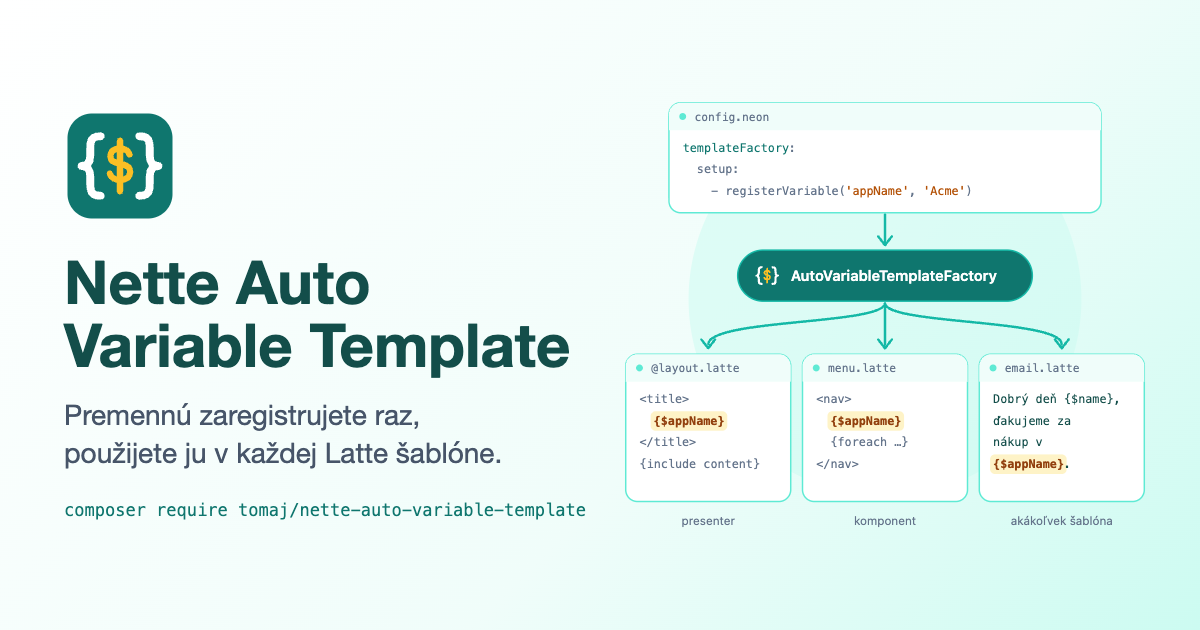 {$}
Nette Auto
Variable Template
Premennú zaregistrujete raz,
použijete ju v každej Latte šablóne.
composer require tomaj/nette-auto-variable-template
config.neon
templateFactory:
setup:
– registerVariable('appName', 'Acme')
{$} AutoVariableTemplateFactory
@layout.latte
<title>
{$appName}
</title>
{include content}
presenter
menu.latte
<nav>
{$appName}
{foreach …}
</nav>
komponent
email.latte
Dobrý deň {$name},
ďakujeme za
nákup v
{$appName}.
akákoľvek šablóna